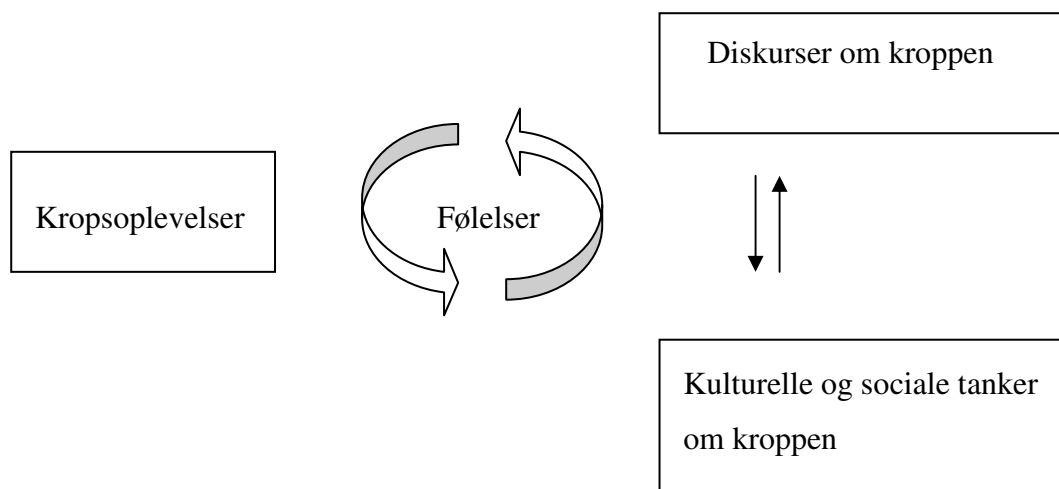 Diskurser om kroppen
Kropsoplevelser
Følelser
Kulturelle og sociale tanker
om kroppen